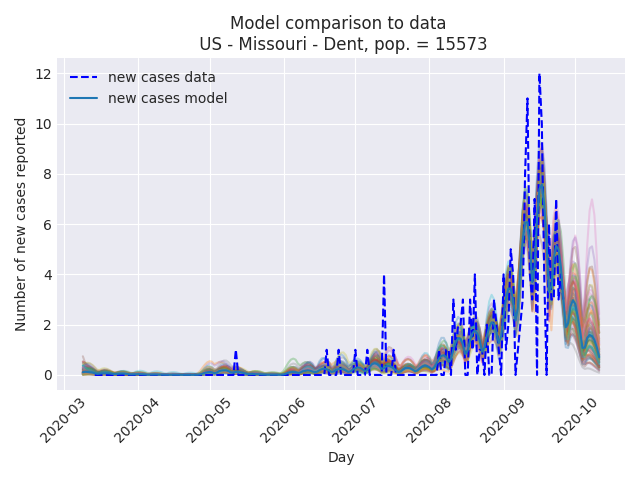 Model comparison to data
US - Missouri - Dent, pop. = 15573
new cases data
new cases model
Number of new cases reported
12
10
8
6
4
2
0
2020-03
2020-04
2020-05
2020-06
2020-07
2020-08
2020-09
2020-10
Day